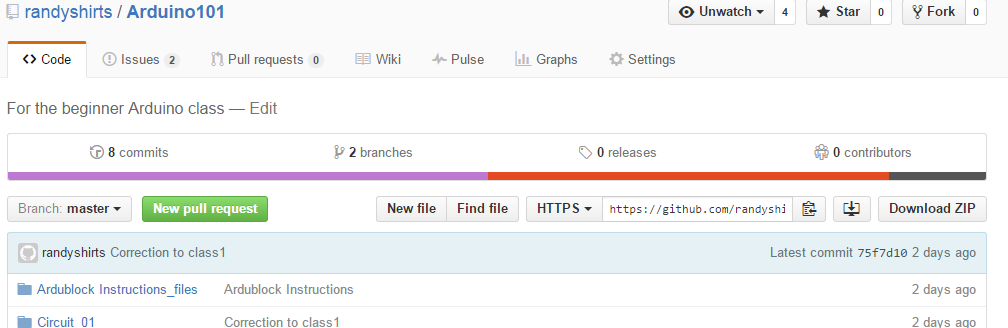 randyshirts / Arduino101 Unwatch 4 Star 0 Fork 0
Code Issues 2 Pull requests 0 Wiki Pulse Graphs Settings
For the beginner Arduino class — Edit
8 commits 2 branches 0 releases 0 contributors
Branch: master New pull request New file Find file HTTPS https://github.com/randyshi Download ZIP
randyshirts Correction to class1 Latest commit 75f7d10 2 days ago
Ardublock Instructions_files Ardublock Instructions 2 days ago
Circuit_01 Correction to class1 2 days ago